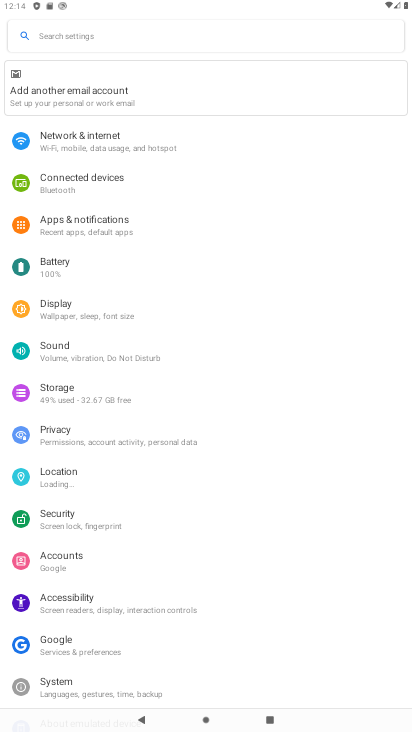 12:14
Search settings
Add another email account
Set up your personal or work email
Network & internet
Wi-Fi, mobile, data usage, and hotspot
Connected devices
Bluetooth
Apps & notifications
Recent apps, default apps
Battery
100%
Display
Wallpaper, sleep, font size
Sound
Volume, vibration, Do Not Disturb
Storage
49% used - 32.67 GB free
Privacy
Permissions, account activity, personal data
Location
Loading...
Security
Screen lock, fingerprint
Accounts
Google
Accessibility
Screen readers, display, interaction controls
Google
Services & preferences
System
Languages, gestures, time, backup
About emulated device